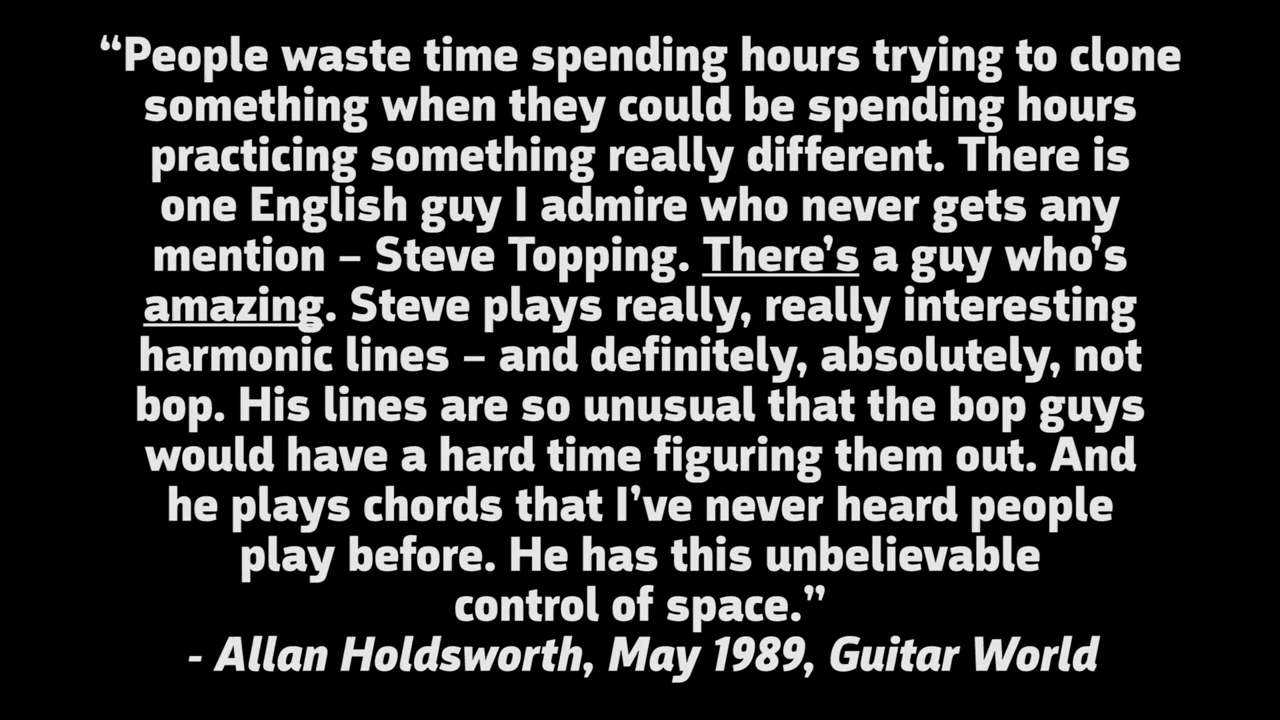 “People waste time spending hours trying to clone
something when they could be spending hours
practicing something really different. There is
one English guy I admire who never gets any
mention – Steve Topping. There’s a guy who’s
amazing. Steve plays really, really interesting
harmonic lines – and definitely, absolutely, not
bop. His lines are so unusual that the bop guys
would have a hard time figuring them out. And
he plays chords that I’ve never heard people
play before. He has this unbelievable
control of space.”
- Allan Holdsworth, May 1989, Guitar World